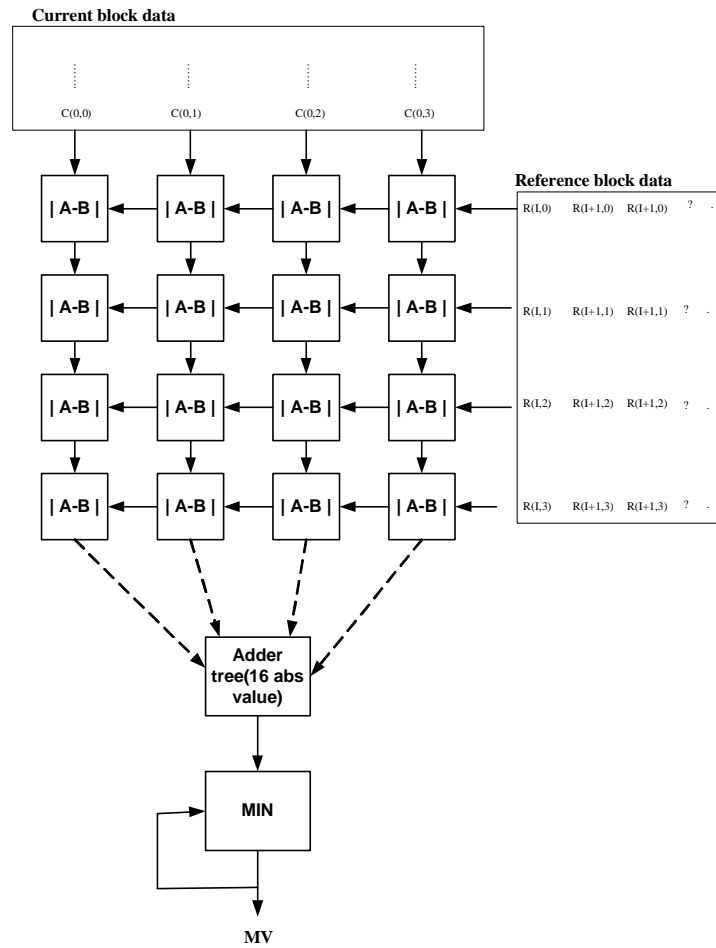 Current block data
C(0,0) C(0,1) C(0,2) C(0,3)
Reference block data
| A-B | | A-B | | A-B | | A-B | R(I,0) R(I+1,0) R(I+1,0) ? .
| A-B | | A-B | | A-B | | A-B | R(I,1) R(I+1,1) R(I+1,1) ? .
| A-B | | A-B | | A-B | | A-B | R(I,2) R(I+1,2) R(I+1,2) ? .
| A-B | | A-B | | A-B | | A-B | R(I,3) R(I+1,3) R(I+1,3) ? .
Adder
tree(16 abs
value)
MIN
MV